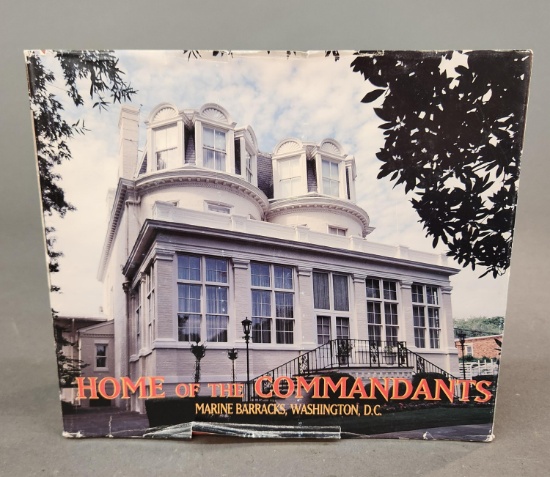 HOME OF THE COMMANDANTS
MARINE BARRACKS, WASHINGTON, D.C.